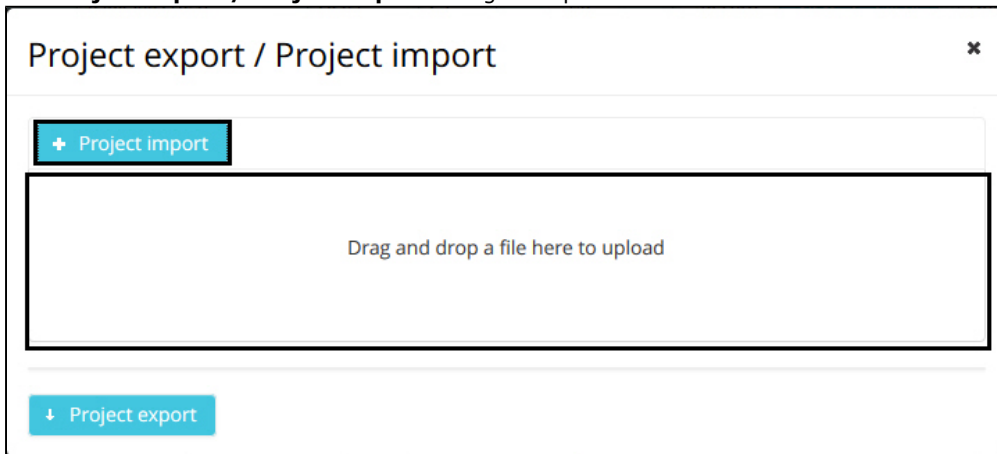 Project export / Project import
Project import
Drag and drop a file here to upload
Project export